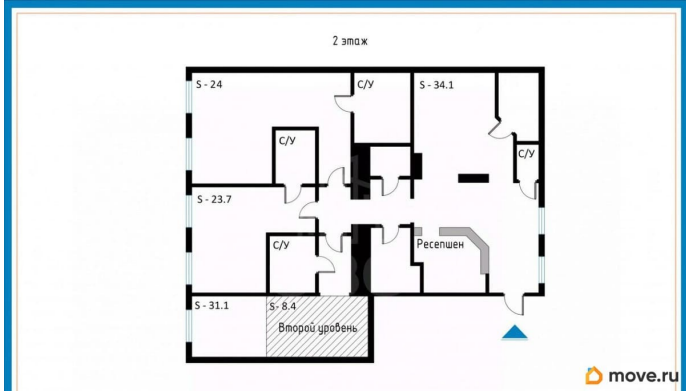 2 этаж
S - 24
С/У
S - 34.1
С/У
С/У
S - 23.7
С/У
Ресепшен
S - 31.1
S- 8.4
Второй уровень
move.ru